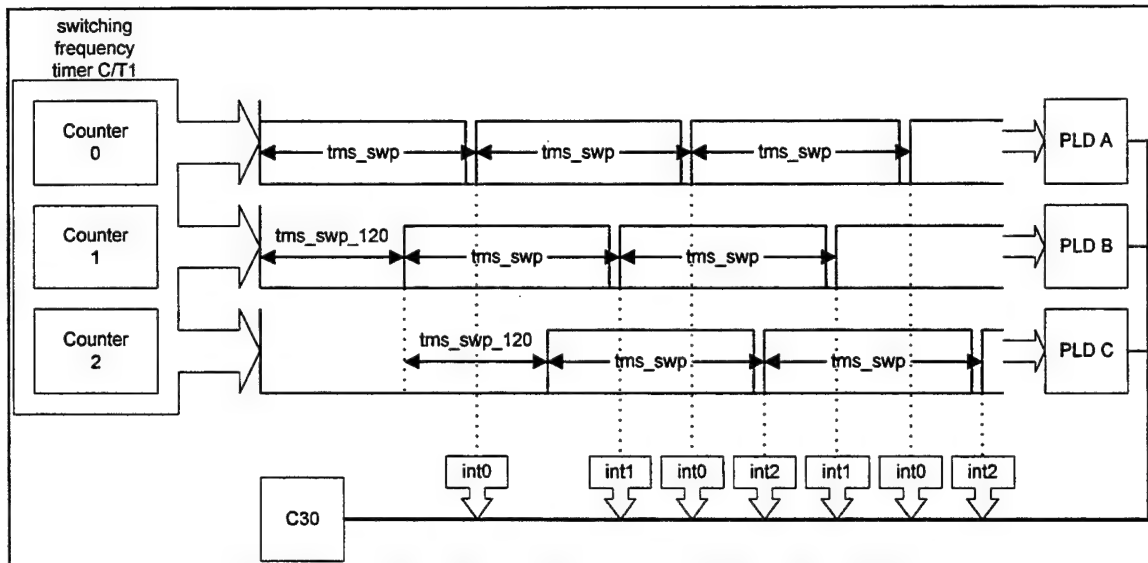 switching
frequency
timer C/T1
Counter
0
tms_swp
tms_swp
tms_swp
PLD A
Counter
1
tms_swp_120
tms_swp
tms_swp
PLD B
Counter
2
tms_swp_120
tms_swp
tms_swp
PLD C
int0
int1
int0
int2
int1
int0
int2
C30